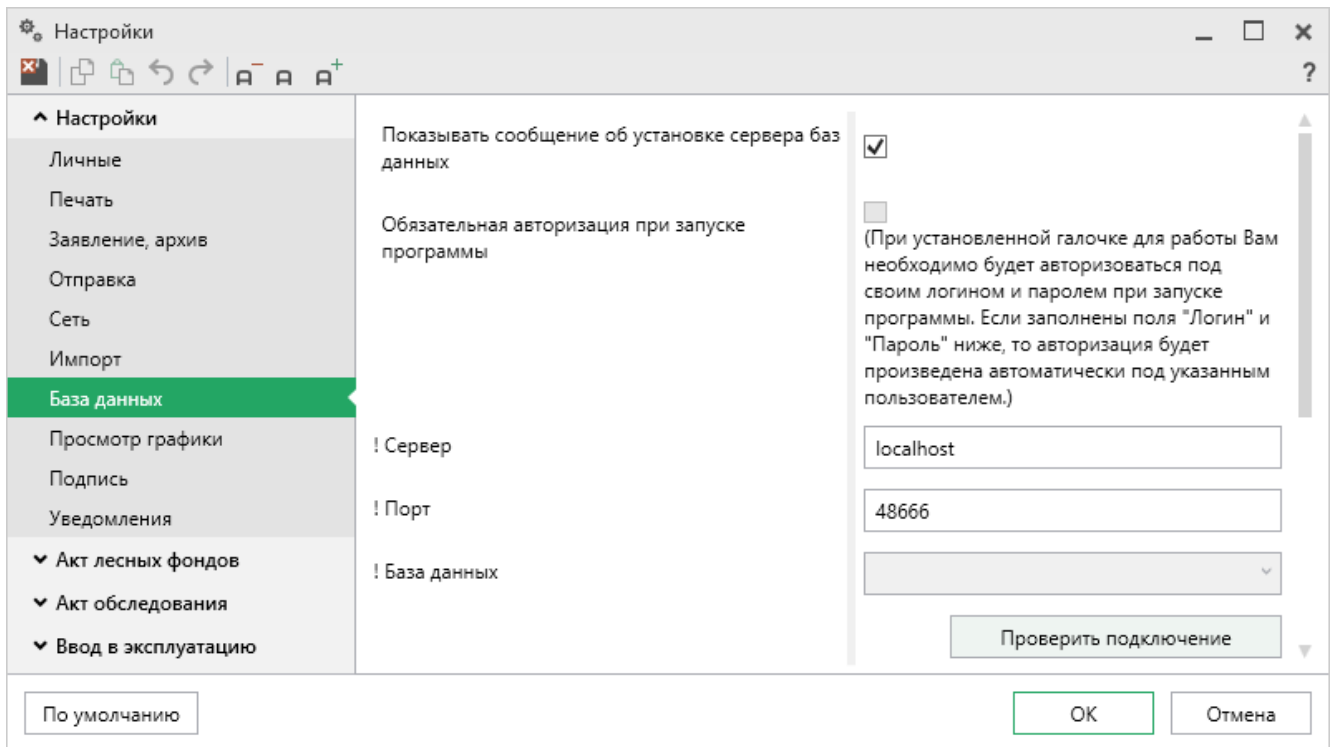 Настройки
?
Настройки
Личные
Печать
Заявление, архив
Отправка
Сеть
Импорт
База данных
Просмотр графики
Подпись
Уведомления
Акт лесных фондов
Акт обследования
Ввод в эксплуатацию
Показывать сообщение об установке сервера баз
данных
Обязательная авторизация при запуске
программы
(При установленной галочке для работы Вам
необходимо будет авторизоваться под
своим логином и паролем при запуске
программы. Если заполнены поля "Логин" и
"Пароль" ниже, то авторизация будет
произведена автоматически под указанным
пользователем.)
! Сервер
localhost
! Порт
48666
! База данных
Проверить подключение
По умолчанию
ОК
Отмена